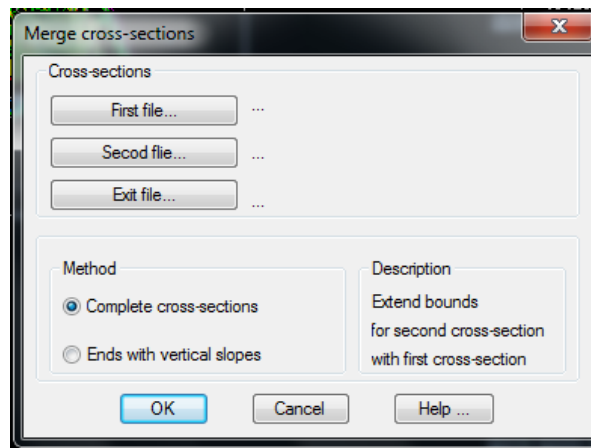 Merge cross-sections
Cross-sections
First file...
...
Secod flie...
...
Exit file...
...
Method
Complete cross-sections
Ends with vertical slopes
Description
Extend bounds
for second cross-section
with first cross-section
OK
Cancel
Help ...